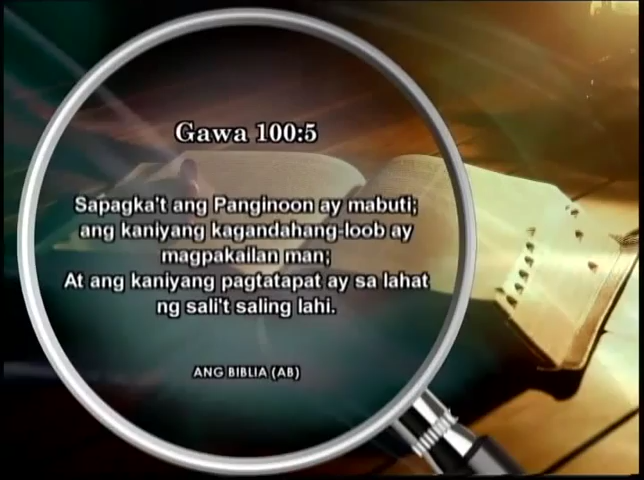 Gawa 100:5
Sapagka't ang Panginoon ay mabuti;
ang kaniyang kagandahang-loob ay
magpakailan man;
At ang kaniyang pagtatapat ay sa lahat
ng sali't saling lahi.
ANG BIBLIA (AB)